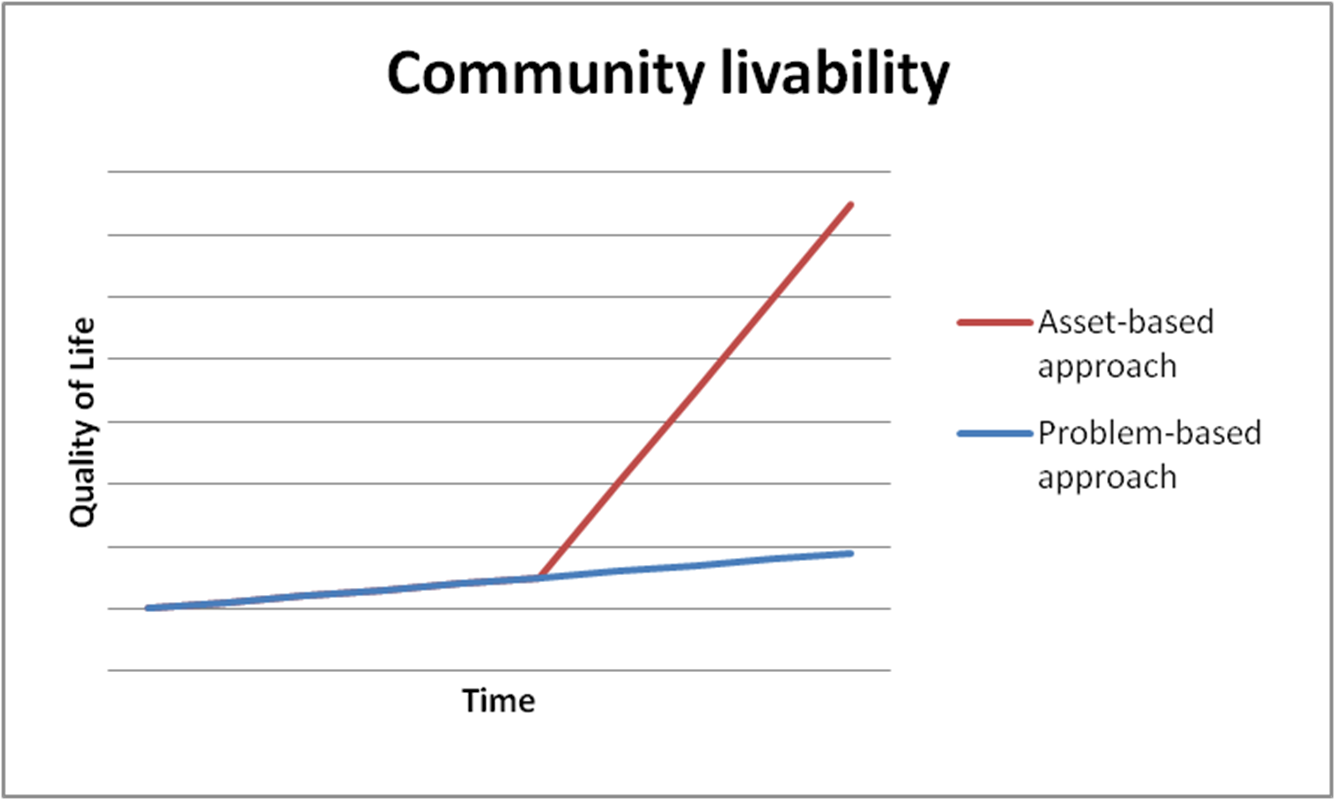 Community livability
Quality of Life
Asset-based
approach
Problem-based
approach
Time